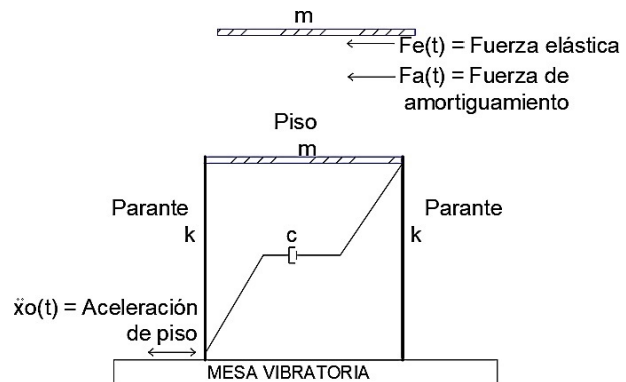 m
Fe(t) = Fuerza elástica
Fa(t) = Fuerza de
amortiguamiento
Piso
m
Parante
k
c
Parante
k
ẍo(t) = Aceleración
de piso
MESA VIBRATORIA